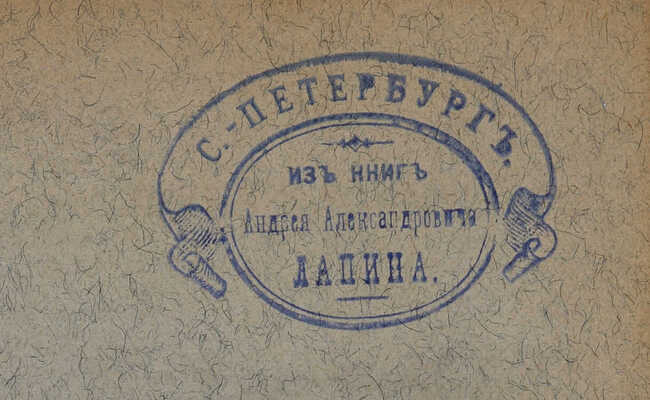 С.-ПЕТЕРБУРГЪ.
ИЗЪ КНИГЪ
Андрея Александровича
ЛАПИНА.